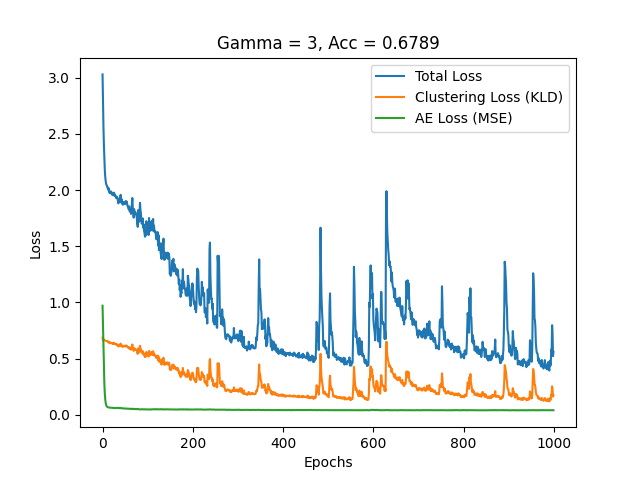 Gamma = 3, Acc = 0.6789
Total Loss
Clustering Loss (KLD)
AE Loss (MSE)
3.0
2.5
2.0
1.5
1.0
0.5
0.0
Loss
0 200 400 600 800 1000
Epochs